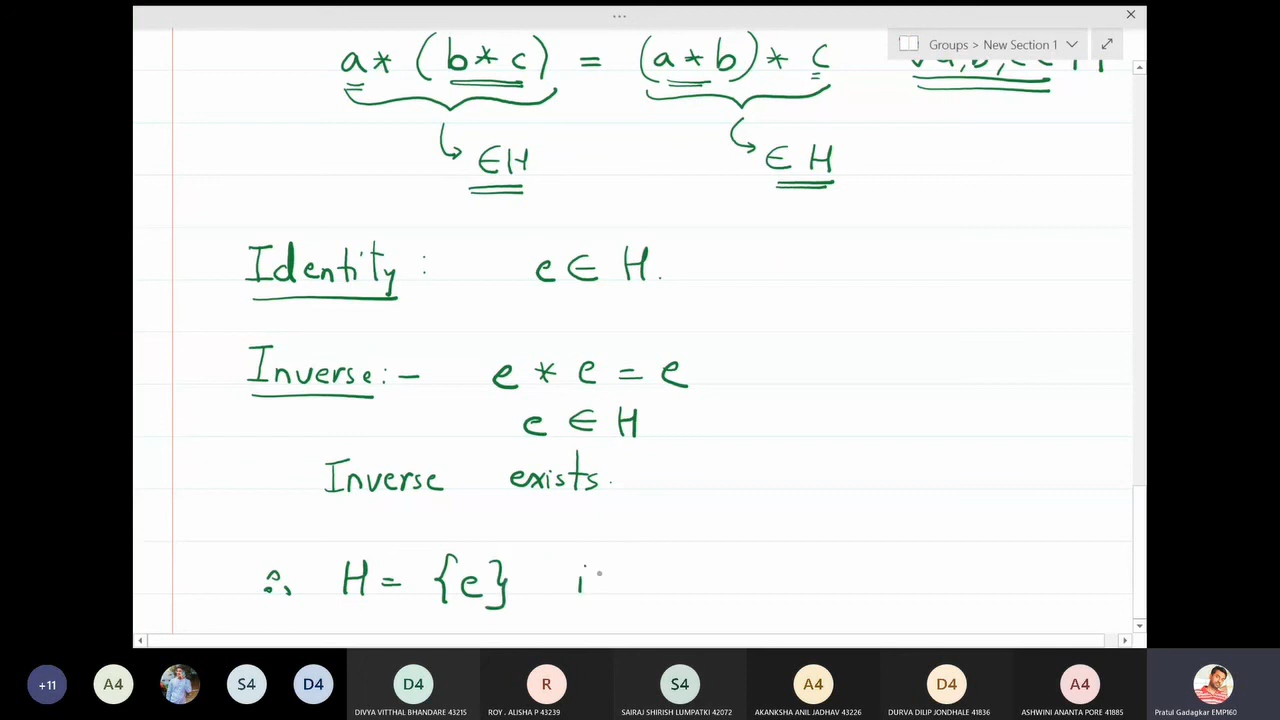 Groups > New Section 1
a * (b * c) = (a * b) * c
∈ H ∈ H
Identity : e ∈ H.
Inverse :- e * e = e
e ∈ H
Inverse exists.
∴ H = {e} i
+11 A4 S4 D4 D4 R S4 A4 D4 A4
DIVYA VITTHAL BHANDARE 43215 ROY . ALISHA P 43239 SAIRAJ SHIRISH LUMPATKI 42072 AKANKSHA ANIL JADHAV 43226 DURVA DILIP JONDHALE 41836 ASHWINI ANANTA PORE 41885 Pratul Gadagkar EMP160